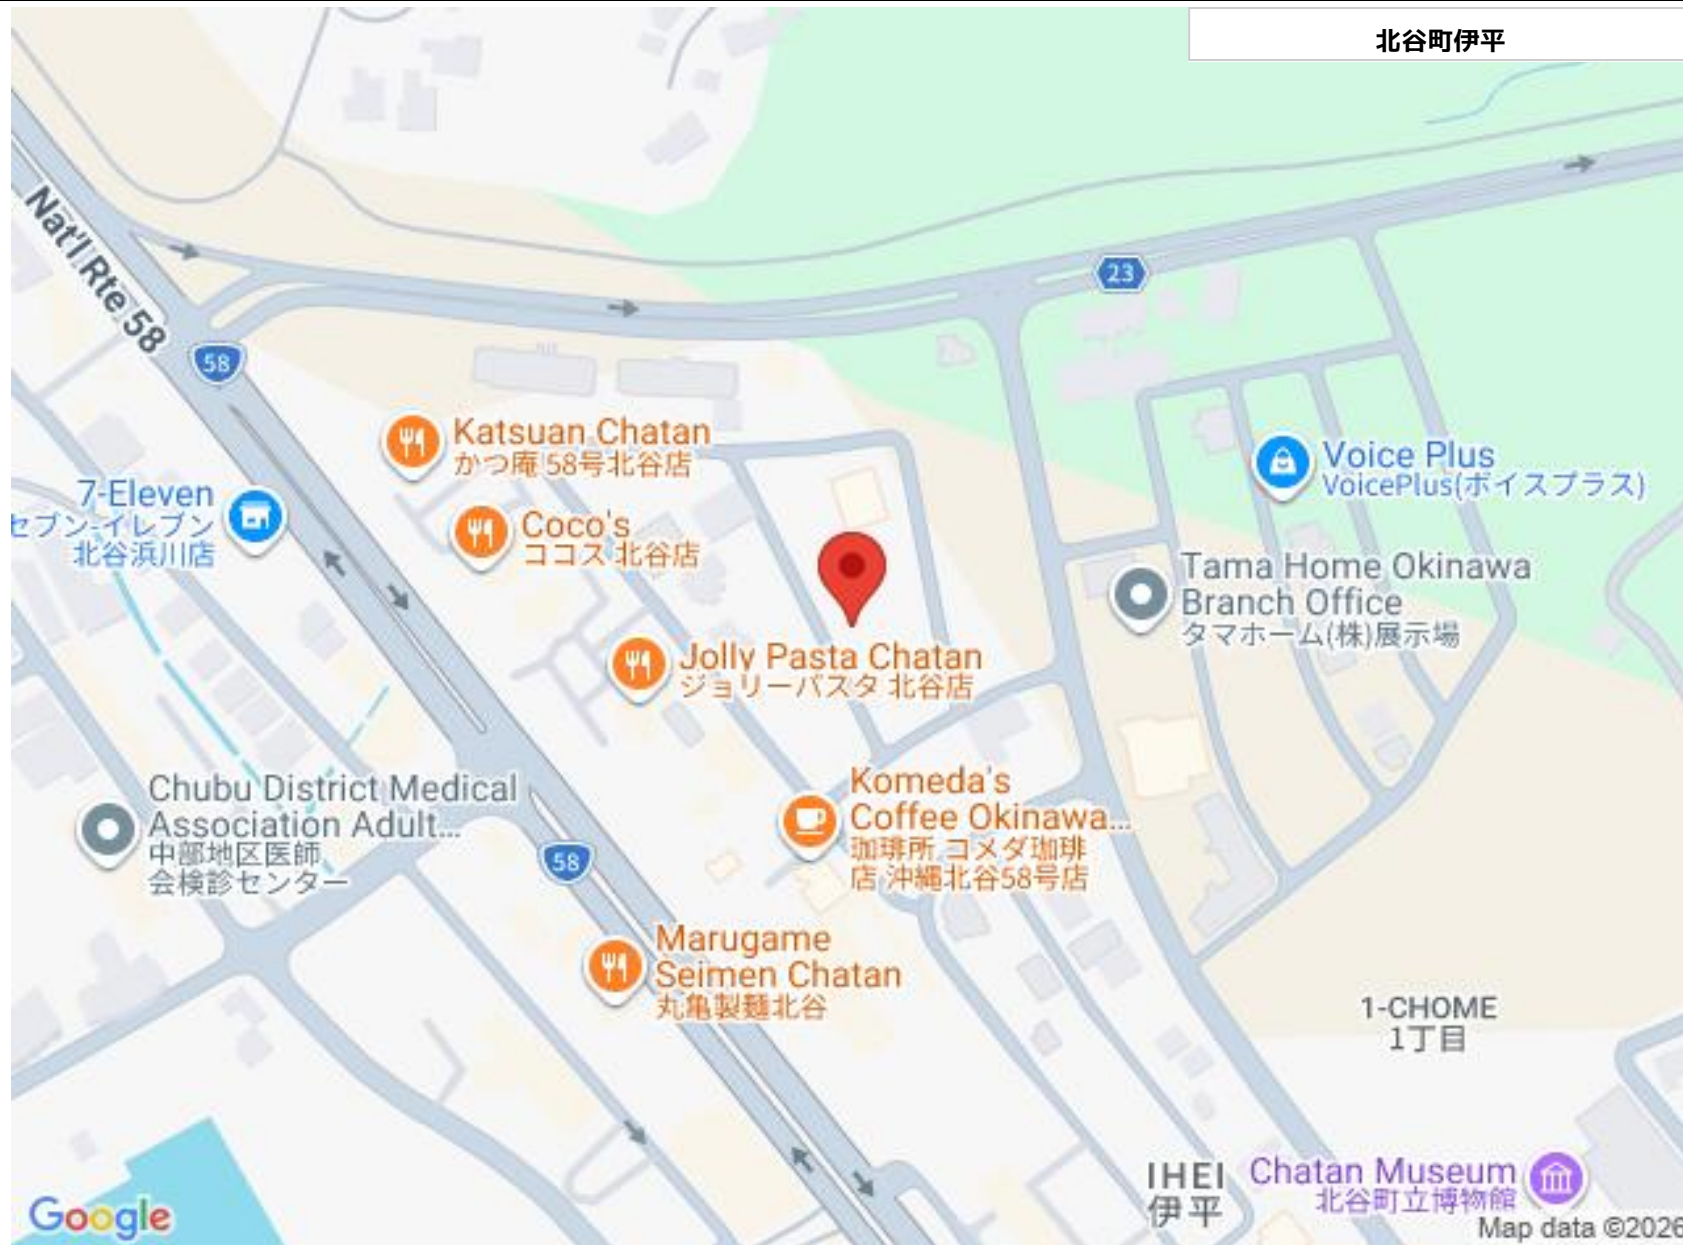 北谷町伊平
Nat'l Rte 58
23
58
Katsuan Chatan
かつ庵 58号北谷店
Voice Plus
VoicePlus(ボイスプラス)
7-Eleven
セブン-イレブン
北谷浜川店
Coco's
ココス 北谷店
Tama Home Okinawa
Branch Office
タマホーム(株)展示場
Jolly Pasta Chatan
ジョリーパスタ 北谷店
Chubu District Medical
Association Adult...
中部地区医師
会検診センター
Komeda's
Coffee Okinawa...
珈琲所 コメダ珈琲
店 沖縄北谷58号店
58
Marugame
Seimen Chatan
丸亀製麺北谷
1-CHOME
1丁目
IHEI
伊平
Chatan Museum
北谷町立博物館
Google
Map data ©2026